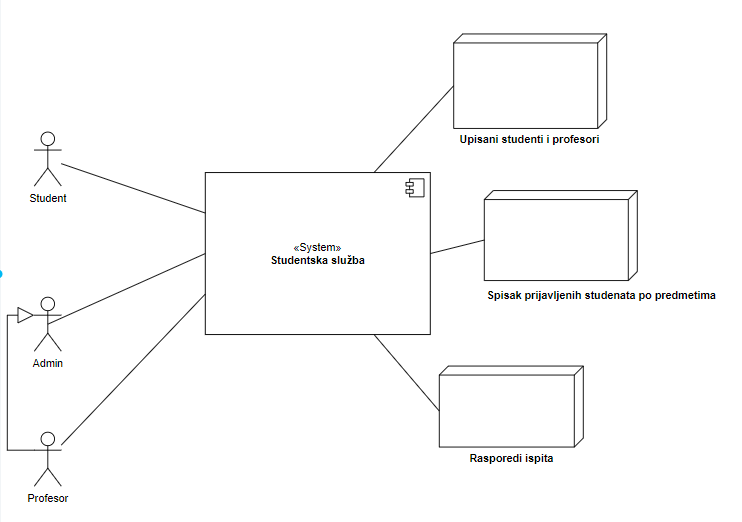 Upisani studenti i profesori
Student
«System»
Studentska služba
Spisak prijavljenih studenata po predmetima
Admin
Rasporedi ispita
Profesor